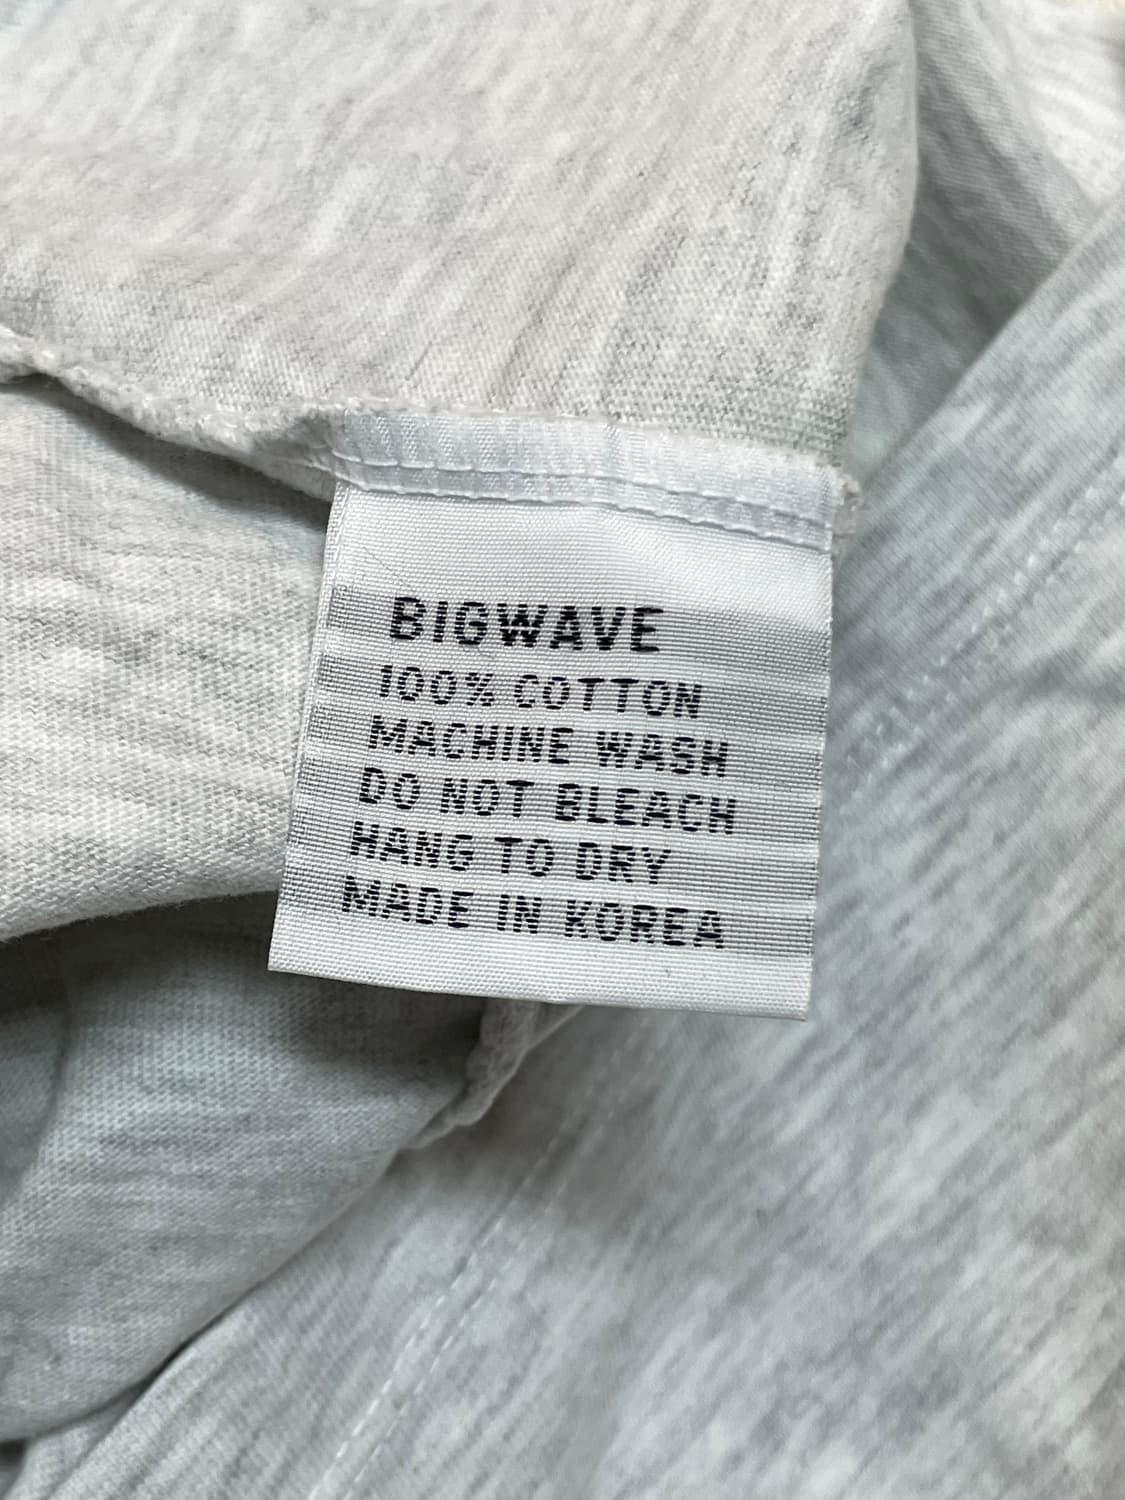 BIGWAVE
100% COTTON
MACHINE WASH
DO NOT BLEACH
HANG TO DRY
MADE IN KOREA